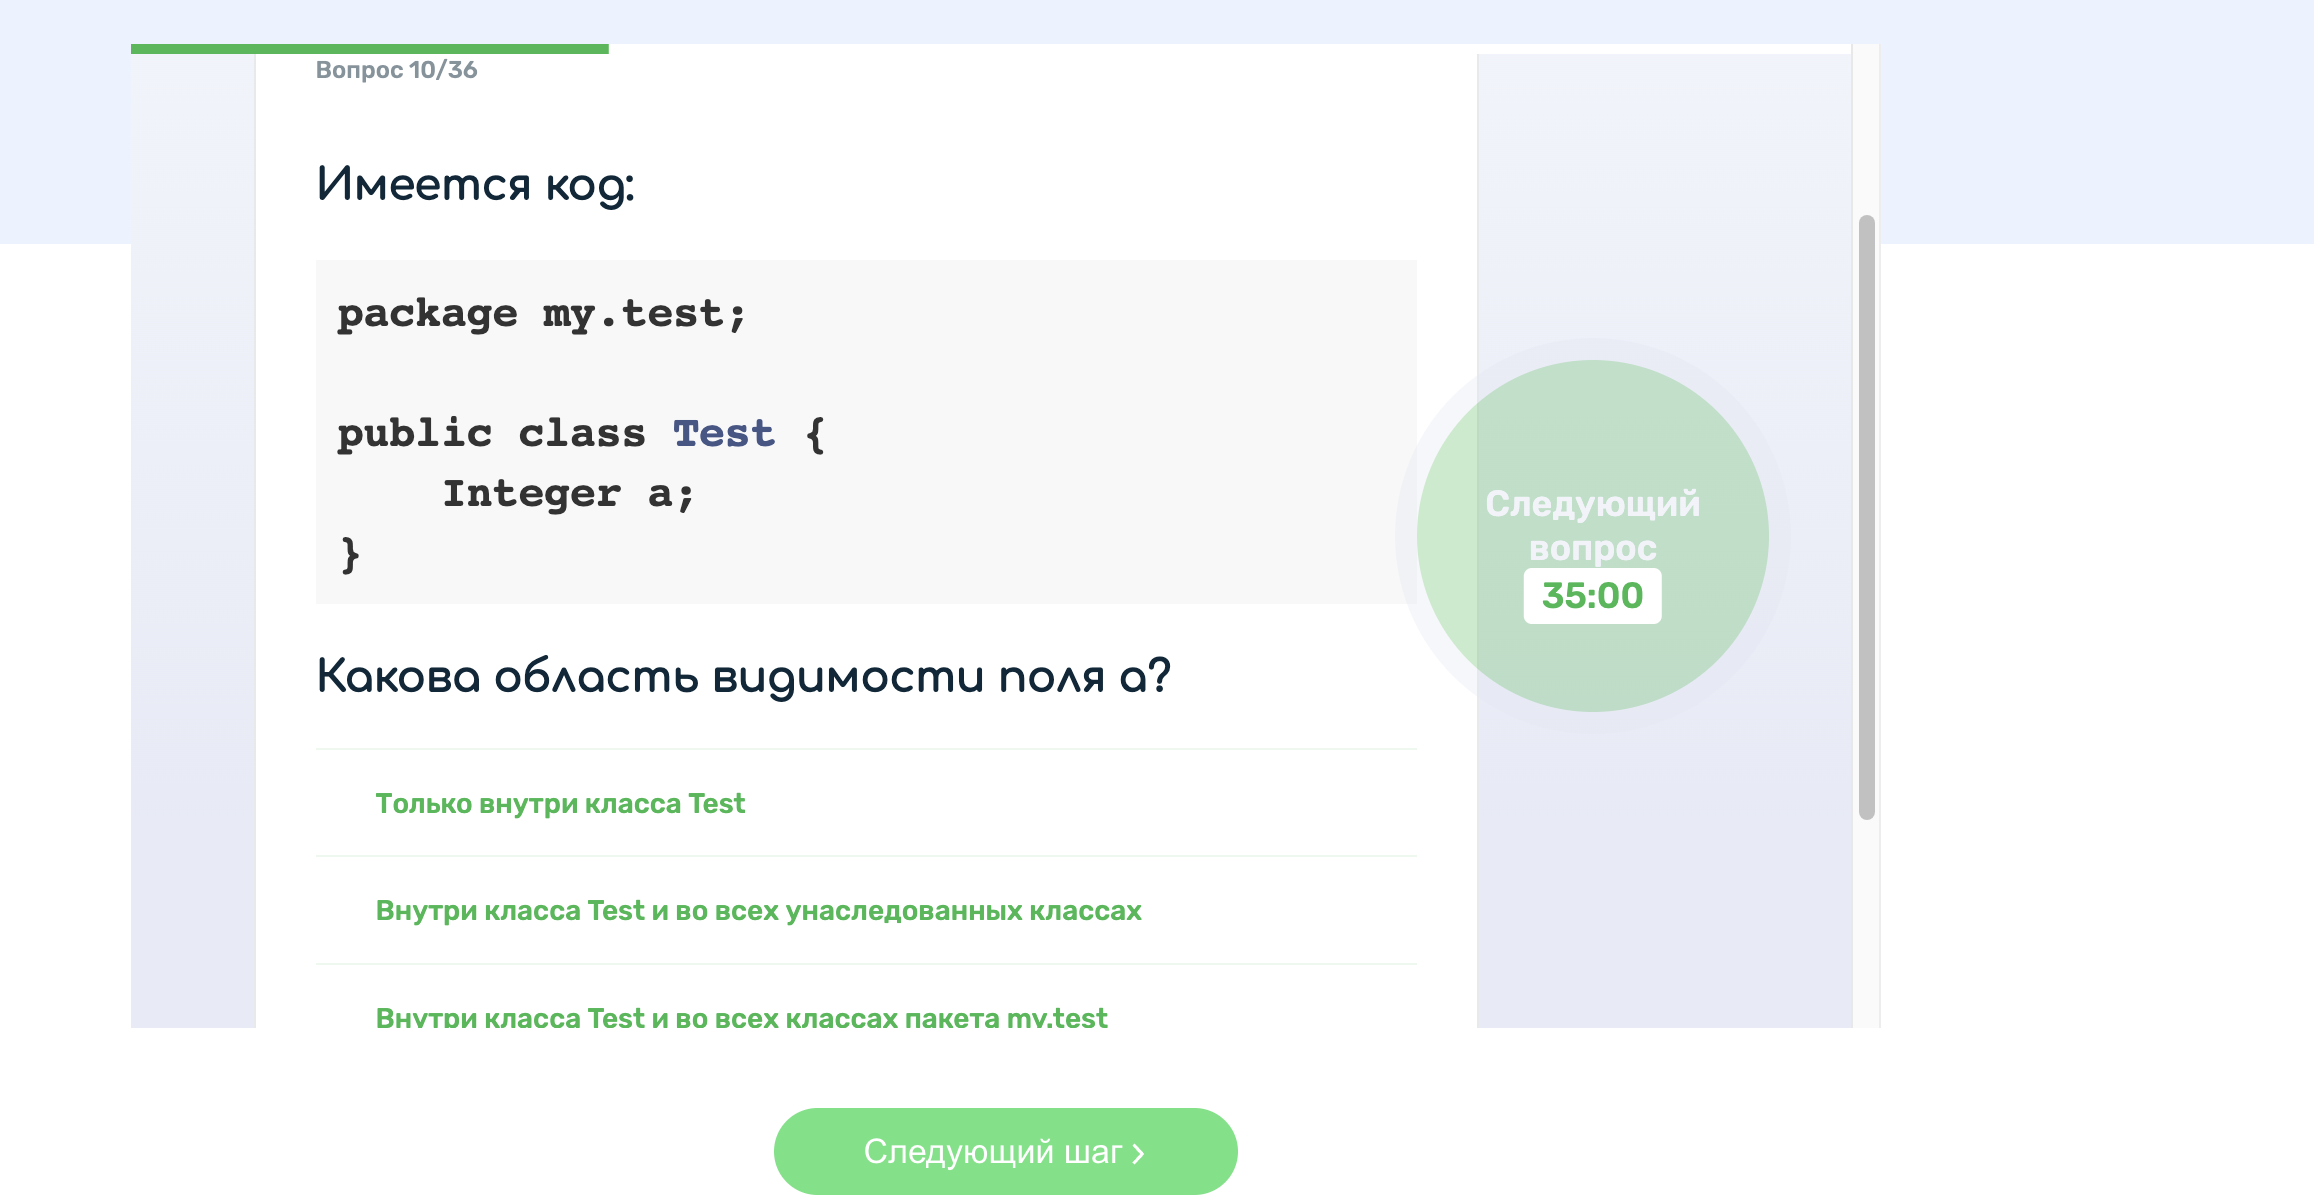 Вопрос 10/36
Имеется код:
package my.test;
public class Test {
    Integer a;
}
Следующий
вопрос
35:00
Какова область видимости поля a?
Только внутри класса Test
Внутри класса Test и во всех унаследованных классах
Внутри класса Test и во всех классах пакета my.test
Следующий шаг